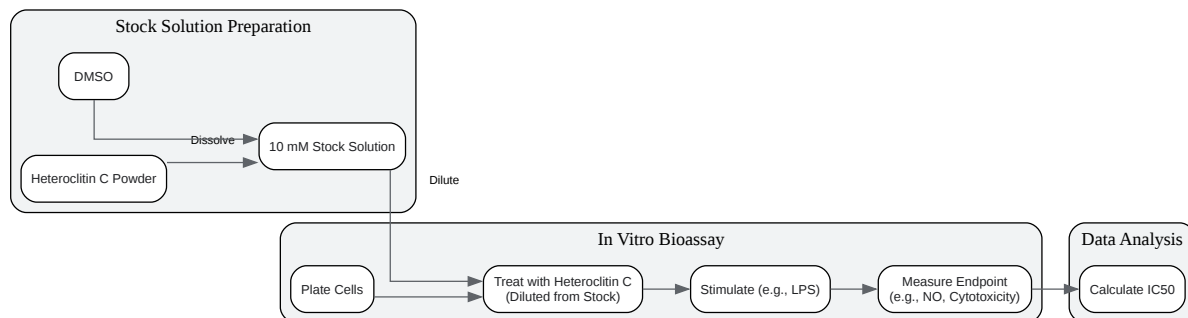 Stock Solution Preparation
DMSO
Dissolve
10 mM Stock Solution
Heteroclitin C Powder
Dilute
In Vitro Bioassay
Plate Cells
Treat with Heteroclitin C
(Diluted from Stock)
Stimulate (e.g., LPS)
Measure Endpoint
(e.g., NO, Cytotoxicity)
Data Analysis
Calculate IC50